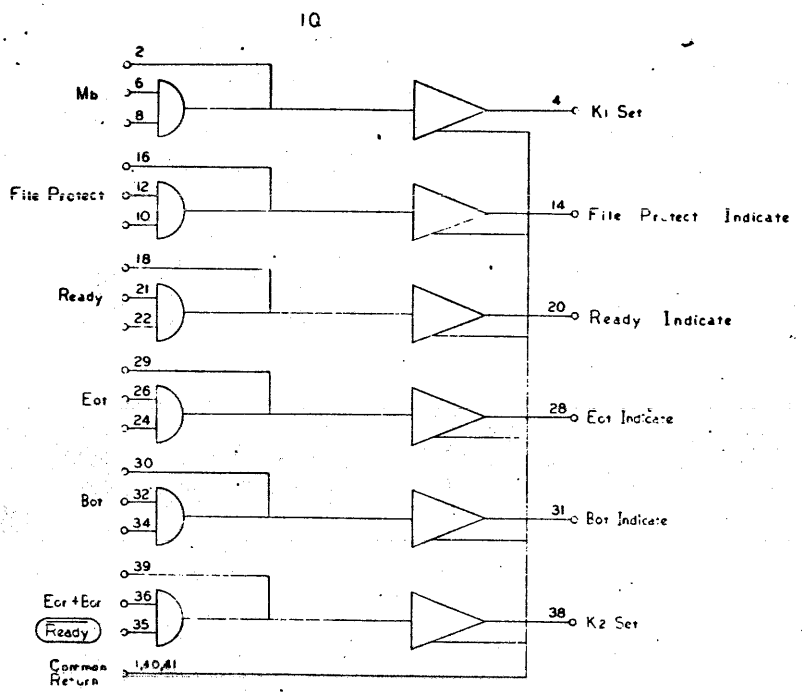 1Q
2
Mb 6
8
4 K1 Set
16
File Protect 12
10
14 File Protect Indicate
18
Ready 21
22
20 Ready Indicate
29
Eot 26
24
28 Eot Indicate
30
Bot 32
34
31 Bot Indicate
39
Eot + Bot 36
Ready 35
38 K2 Set
Common 1,40,41
Return